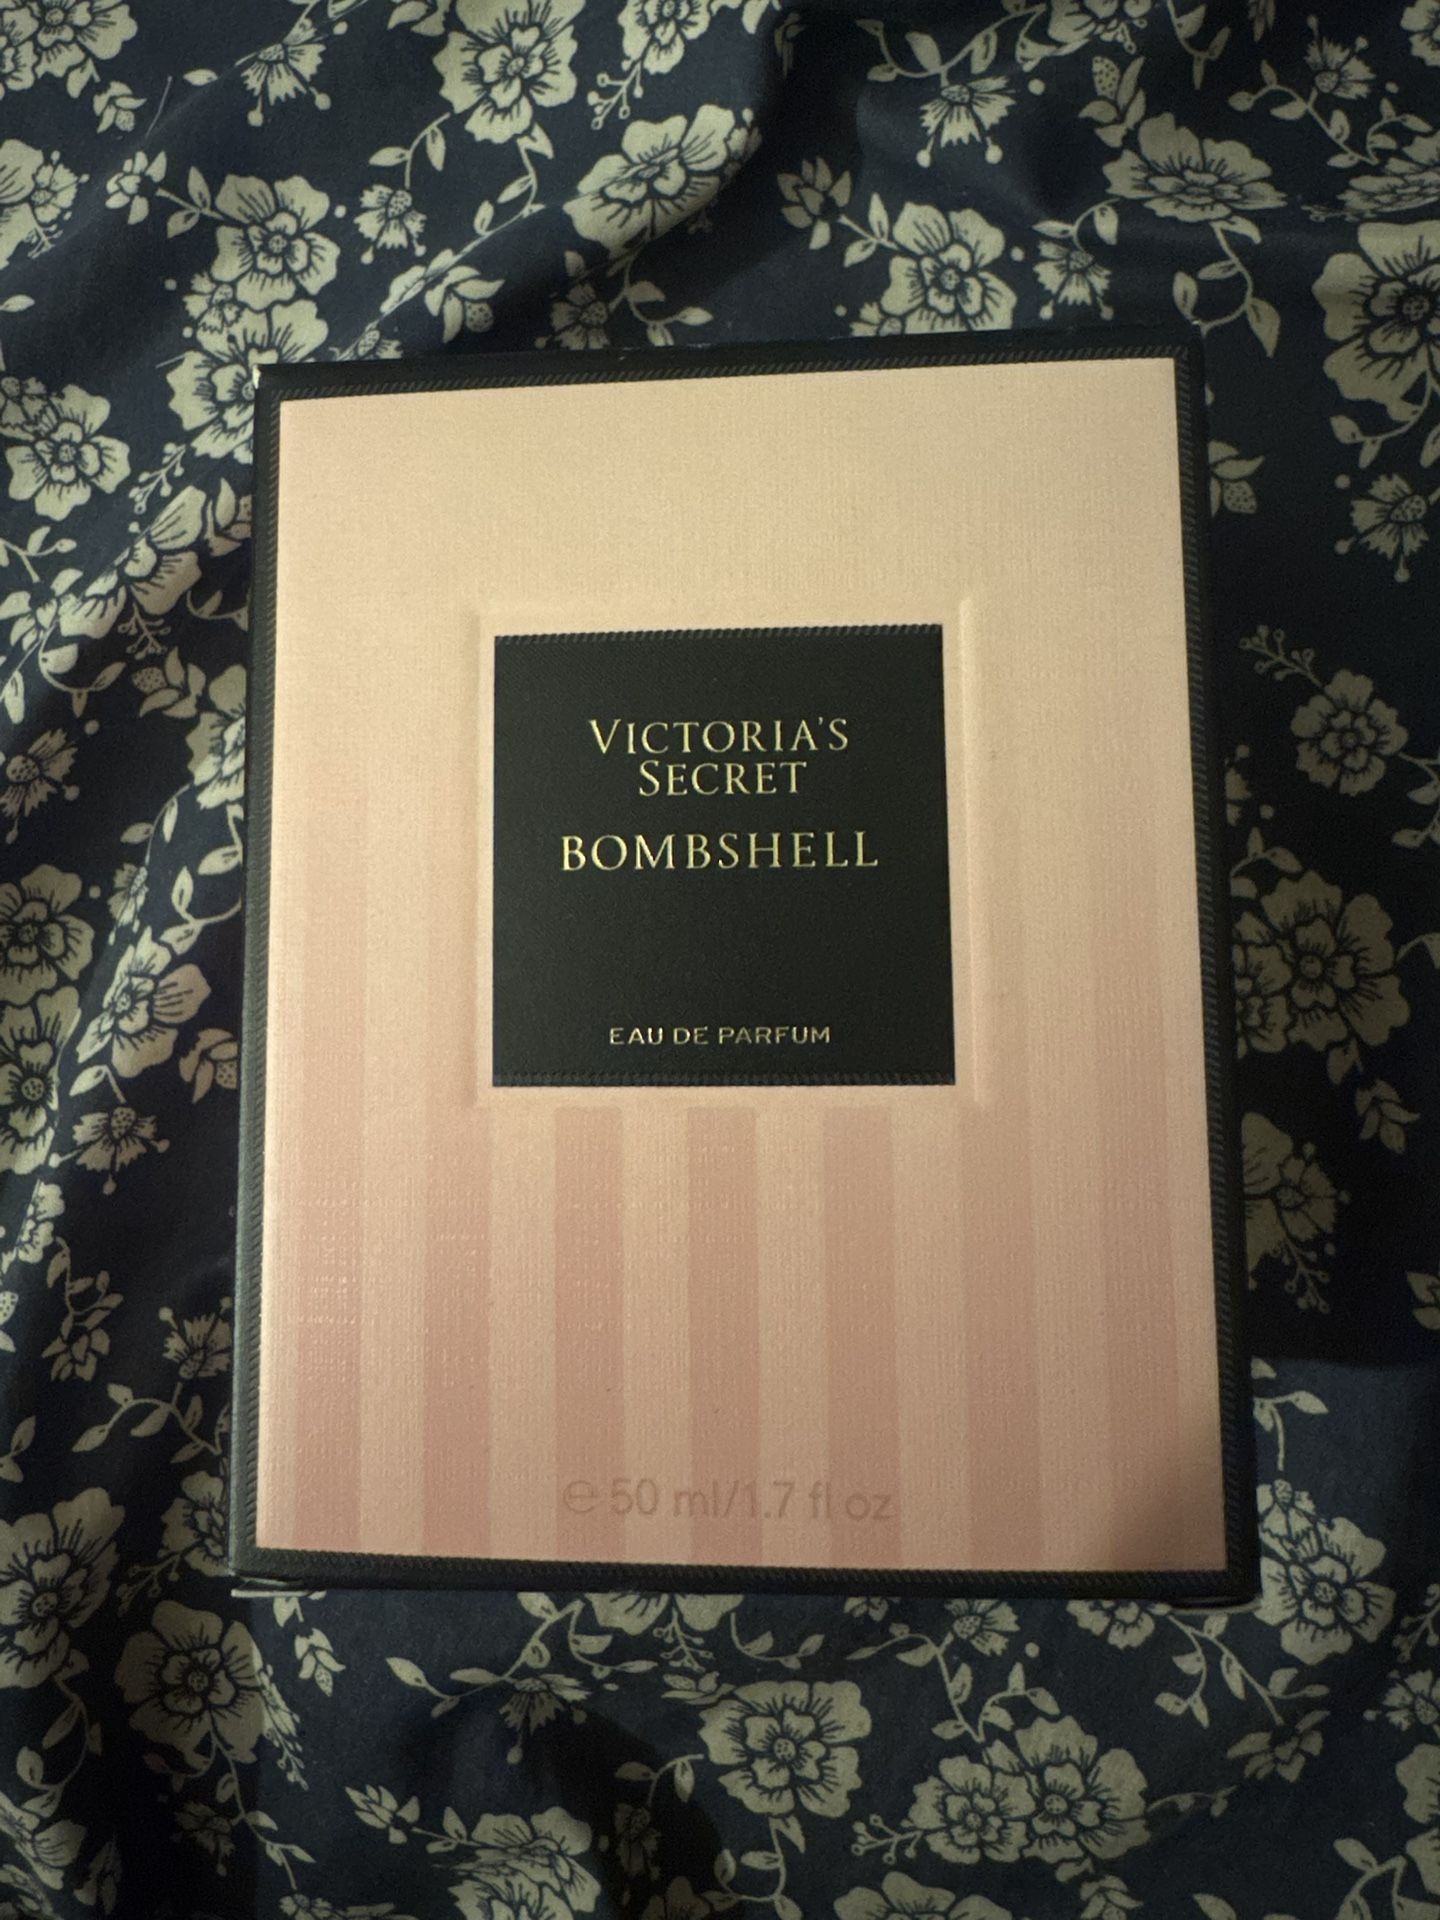 VICTORIA'S
SECRET
BOMBSHELL
EAU DE PARFUM
℮ 50 ml/1.7 fl oz